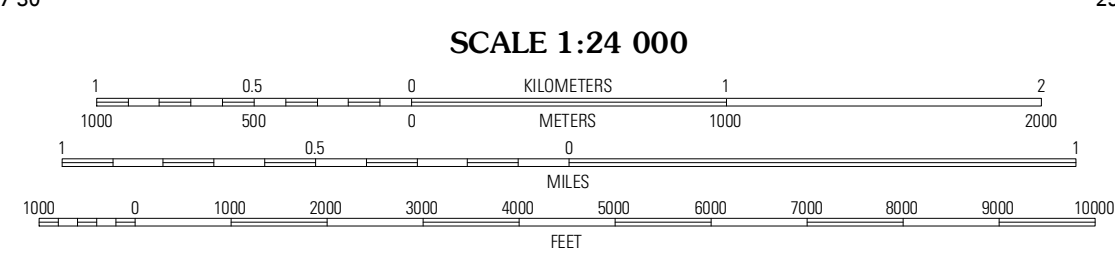 7 30
SCALE 1:24 000
1 0.5 0 KILOMETERS 1 2
1000 500 0 METERS 1000 2000
1 0.5 0 1
MILES
1000 0 1000 2000 3000 4000 5000 6000 7000 8000 9000 10000
FEET